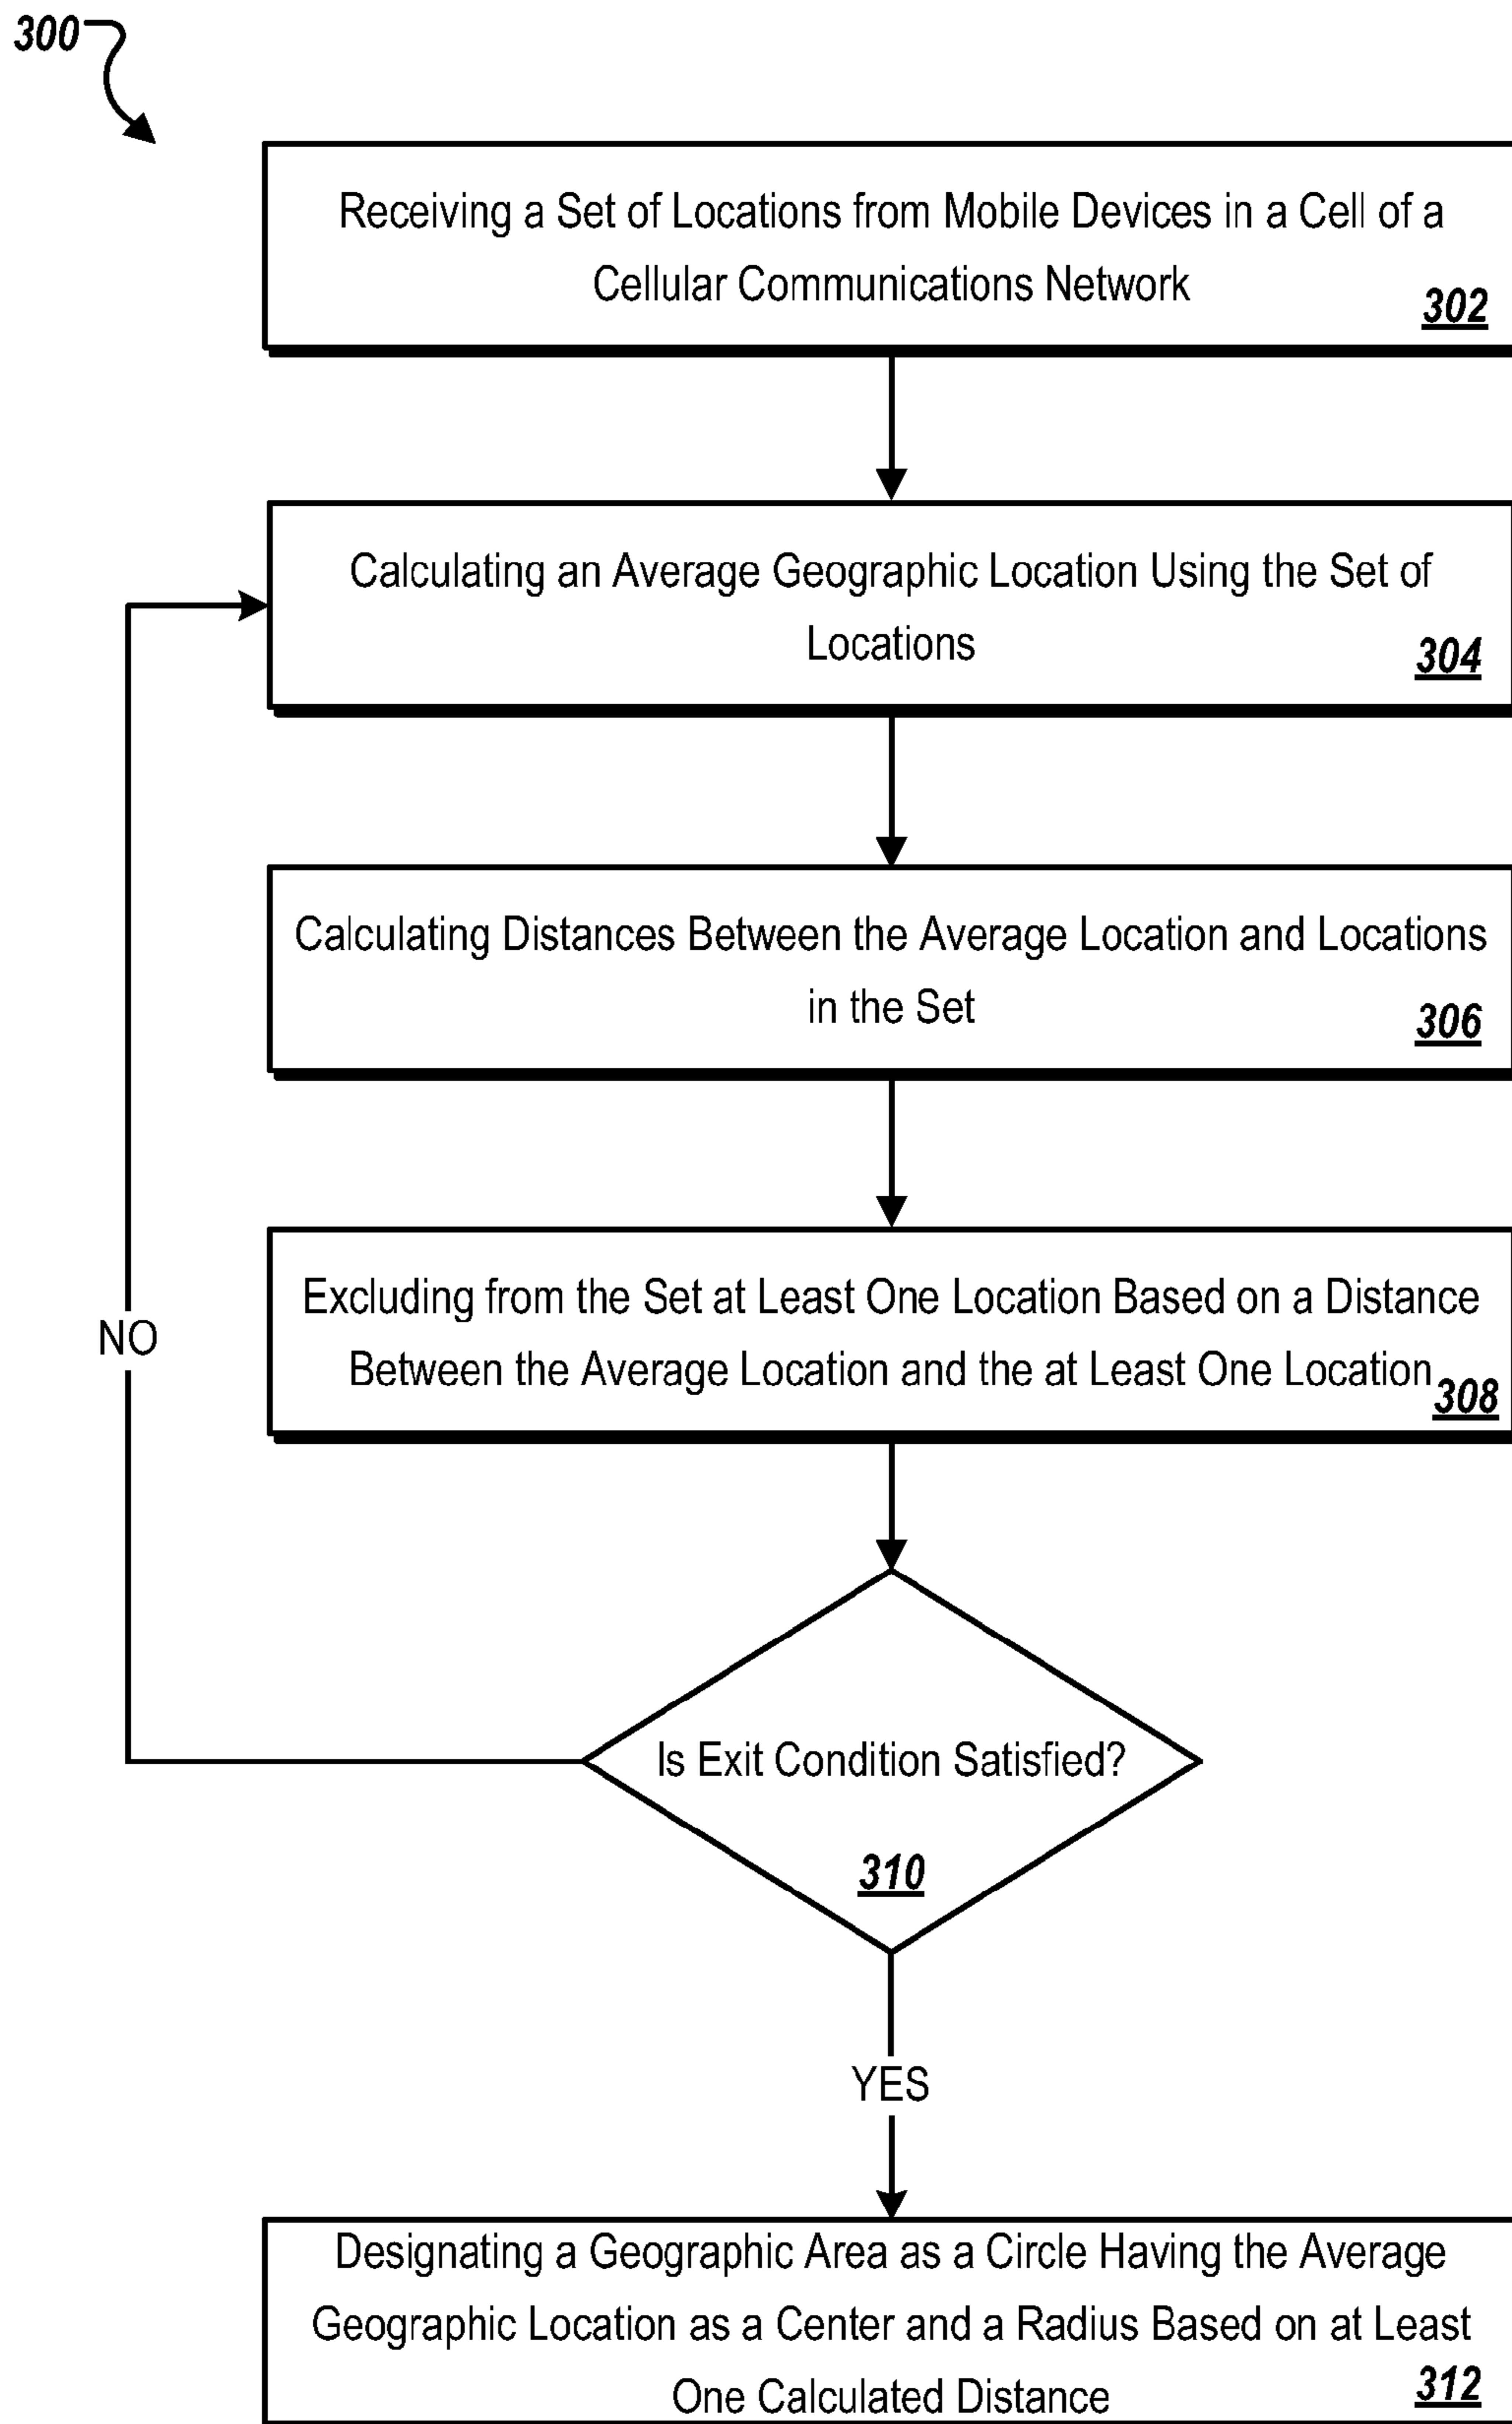 300
Receiving a Set of Locations from Mobile Devices in a Cell of a
Cellular Communications Network
302
Calculating an Average Geographic Location Using the Set of
Locations
304
Calculating Distances Between the Average Location and Locations
in the Set
306
Excluding from the Set at Least One Location Based on a Distance
Between the Average Location and the at Least One Location
308
NO
Is Exit Condition Satisfied?
310
YES
Designating a Geographic Area as a Circle Having the Average
Geographic Location as a Center and a Radius Based on at Least
One Calculated Distance
312